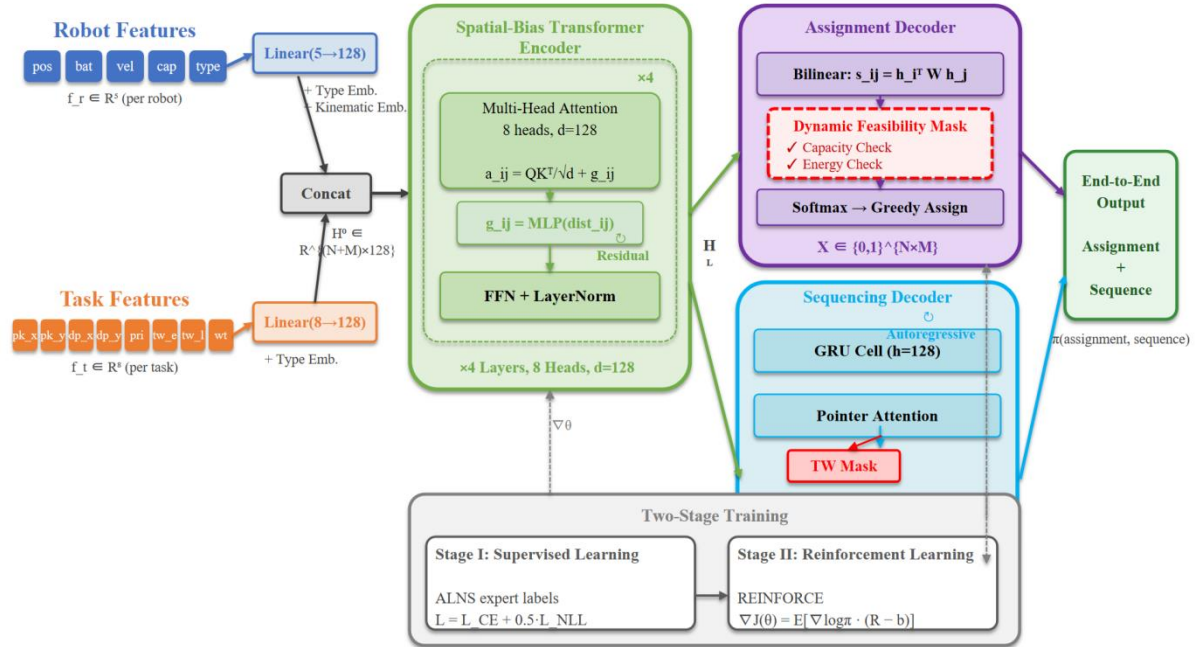 Robot Features
pos bat vel cap type
f_r ∈ R⁵ (per robot)
Linear(5→128)
+ Type Emb.
+ Kinematic Emb.
Concat
H⁰ ∈
R^{(N+M)×128}
Task Features
pk_x pk_y dp_x dp_y pri tw_e tw_l wt
f_t ∈ R⁸ (per task)
Linear(8→128)
+ Type Emb.
Spatial-Bias Transformer
Encoder
×4
Multi-Head Attention
8 heads, d=128
a_ij = QKᵀ/√d + g_ij
g_ij = MLP(dist_ij)
↻
Residual
FFN + LayerNorm
×4 Layers, 8 Heads, d=128
∇θ
H
L
Assignment Decoder
Bilinear: s_ij = h_iᵀ W h_j
Dynamic Feasibility Mask
✓ Capacity Check
✓ Energy Check
Softmax → Greedy Assign
X ∈ {0,1}^{N×M}
Sequencing Decoder
↻
Autoregressive
GRU Cell (h=128)
Pointer Attention
TW Mask
End-to-End
Output
Assignment
+
Sequence
π(assignment, sequence)
Two-Stage Training
Stage I: Supervised Learning
ALNS expert labels
L = L_CE + 0.5·L_NLL
Stage II: Reinforcement Learning
REINFORCE
∇J(θ) = E[∇logπ · (R − b)]